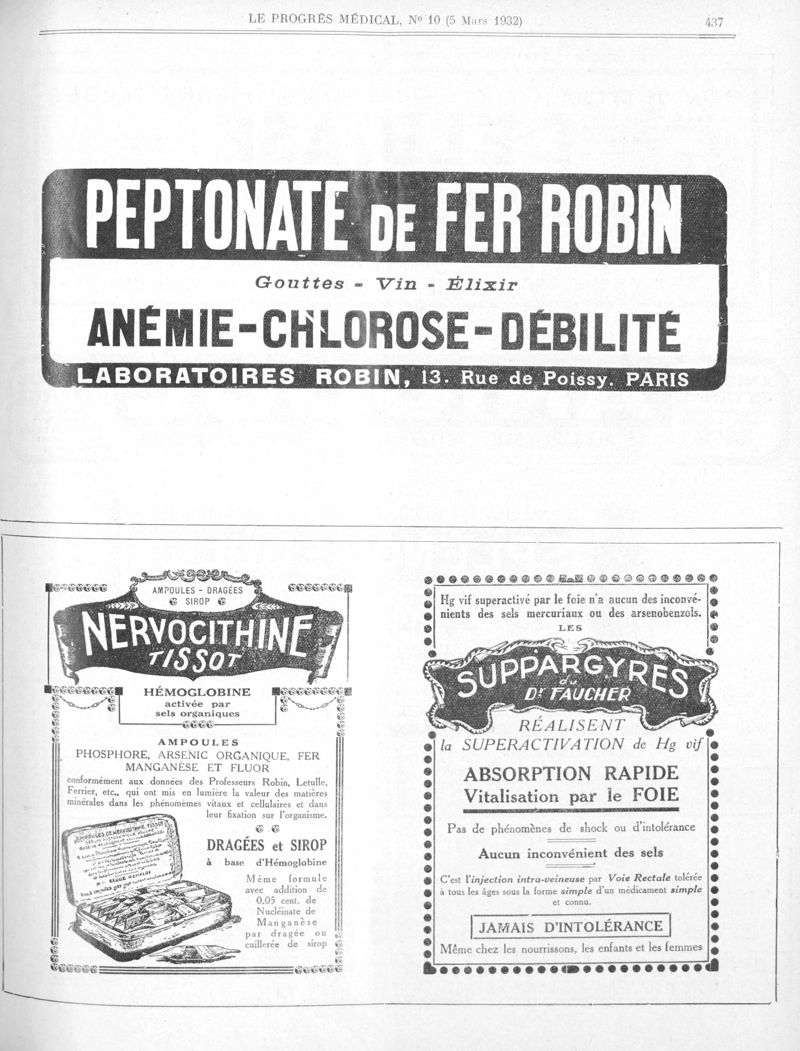 LE PROGRÈS MÉDICAL, No 10 (5 Mars 1932)
437
PEPTONATE DE FER ROBIN
Gouttes - Vin - Élixir
ANÉMIE-CHLOROSE-DÉBILITÉ
LABORATOIRES ROBIN, 13. Rue de Poissy. PARIS
AMPOULES - DRAGÉES
SIROP
NERVOCITHINE
TISSOT
HÉMOGLOBINE
activée par
sels organiques
AMPOULES
PHOSPHORE, ARSENIC ORGANIQUE, FER
MANGANÈSE ET FLUOR
conformément aux données des Professeurs Robin, Letulle,
Ferrier, etc., qui ont mis en lumière la valeur des matières
minérales dans les phénomènes vitaux et cellulaires et dans
leur fixation sur l'organisme.
AMPOULES DE NERVOCITHINE TISSOT
DRAGÉES et SIROP
à base d'Hémoglobine
Même formule
avec addition de
0,05 cent. de
Nucléinate de
Manganèse
par dragée ou
cuillerée de sirop
Hg vif superactivé par le foie n'a aucun des inconvé-
nients des sels mercuriaux ou des arsenobenzols.
LES
SUPPARGYRES
du
Dr FAUCHER
RÉALISENT
la SUPERACTIVATION de Hg vif
ABSORPTION RAPIDE
Vitalisation par le FOIE
Pas de phénomènes de shock ou d'intolérance
Aucun inconvénient des sels
C'est l'injection intra-veineuse par Voie Rectale tolérée
à tous les âges sous la forme simple d'un médicament simple
et connu.
JAMAIS D'INTOLÉRANCE
Même chez les nourrissons, les enfants et les femmes